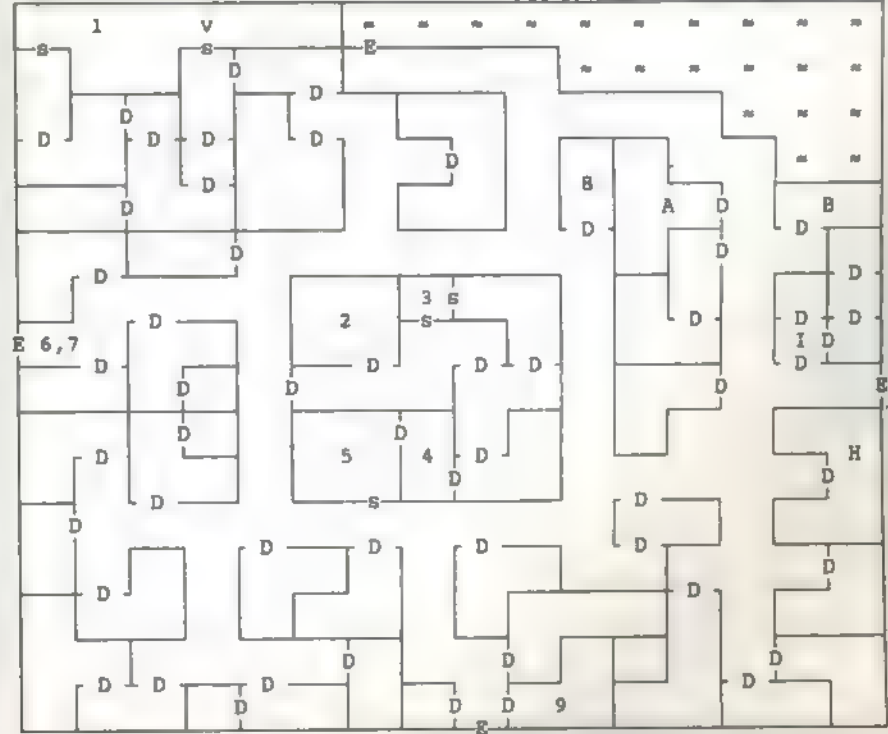 1 V ≈ ≈ ≈ ≈ ≈ ≈ ≈ ≈ ≈ ≈
s s E
D ≈ ≈ ≈ ≈ ≈ ≈
D
D ≈ ≈ ≈
D D D D
D ≈ ≈
D B
D A D B
D D
D D
D D
3 s
D 2 s D D D
E 6,7 I D
D D D D D
D D D E
D D
D 5 4 D H
D D
D s D
D
D D D D
D
D D
D D D
D D D D
D D D 9
E